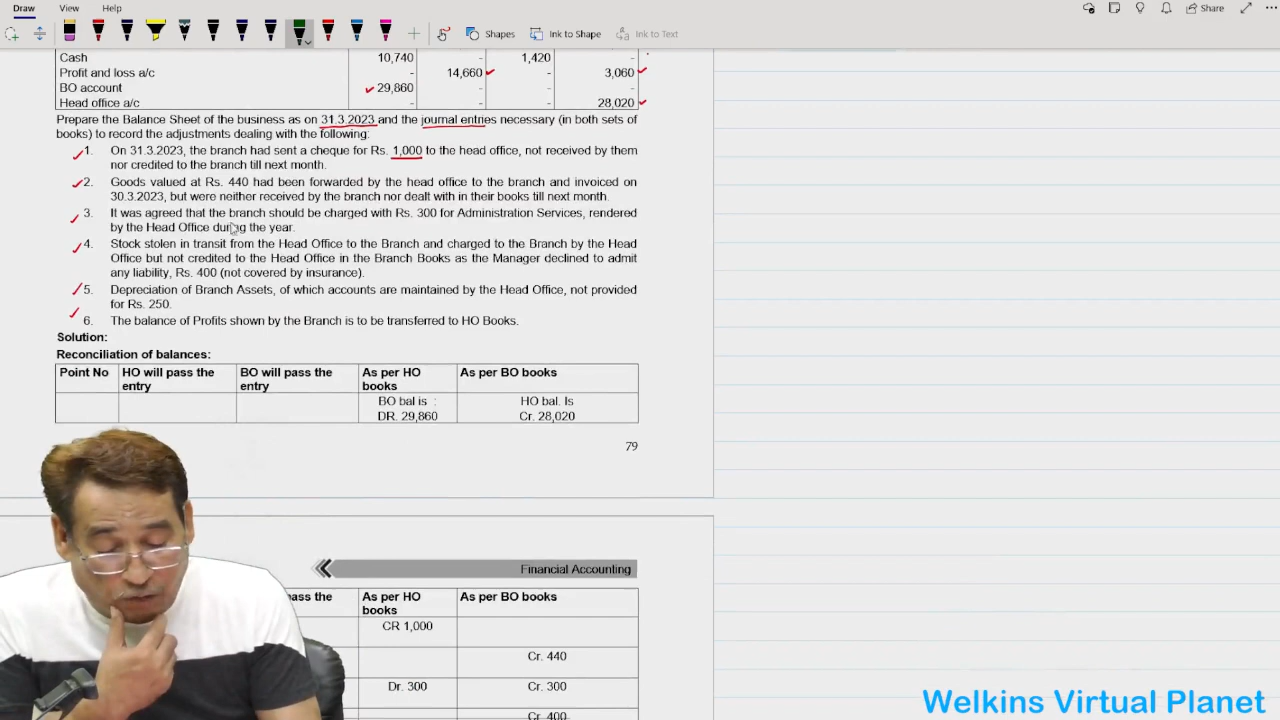 Draw View Help
Share
Shapes Ink to Shape Ink to Text
Cash 10,740 - 1,420 -
Profit and loss a/c - 14,660 - 3,060
BO account 29,860 - - -
Head office a/c - - - 28,020
Prepare the Balance Sheet of the business as on 31.3.2023 and the journal entries necessary (in both sets of
books) to record the adjustments dealing with the following:
1. On 31.3.2023, the branch had sent a cheque for Rs. 1,000 to the head office, not received by them
nor credited to the branch till next month.
2. Goods valued at Rs. 440 had been forwarded by the head office to the branch and invoiced on
30.3.2023, but were neither received by the branch nor dealt with in their books till next month.
3. It was agreed that the branch should be charged with Rs. 300 for Administration Services, rendered
by the Head Office during the year.
4. Stock stolen in transit from the Head Office to the Branch and charged to the Branch by the Head
Office but not credited to the Head Office in the Branch Books as the Manager declined to admit
any liability, Rs. 400 (not covered by insurance).
5. Depreciation of Branch Assets, of which accounts are maintained by the Head Office, not provided
for Rs. 250.
6. The balance of Profits shown by the Branch is to be transferred to HO Books.
Solution:
Reconciliation of balances:
Point No HO will pass the BO will pass the As per HO As per BO books
entry entry books
BO bal is : HO bal. Is
DR. 29,860 Cr. 28,020
79
Financial Accounting
pass the As per HO As per BO books
books
CR 1,000
Cr. 440
Dr. 300 Cr. 300
Cr. 400
Welkins Virtual Planet